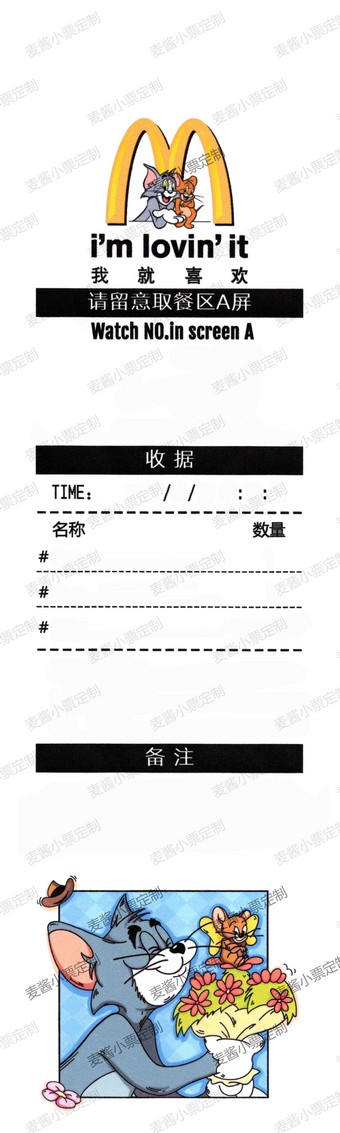 i'm lovin' it
我就喜欢
请留意取餐区A屏
Watch NO.in screen A
收据
TIME: / / : :
名称 数量
#
#
#
备注
麦酱小票定制